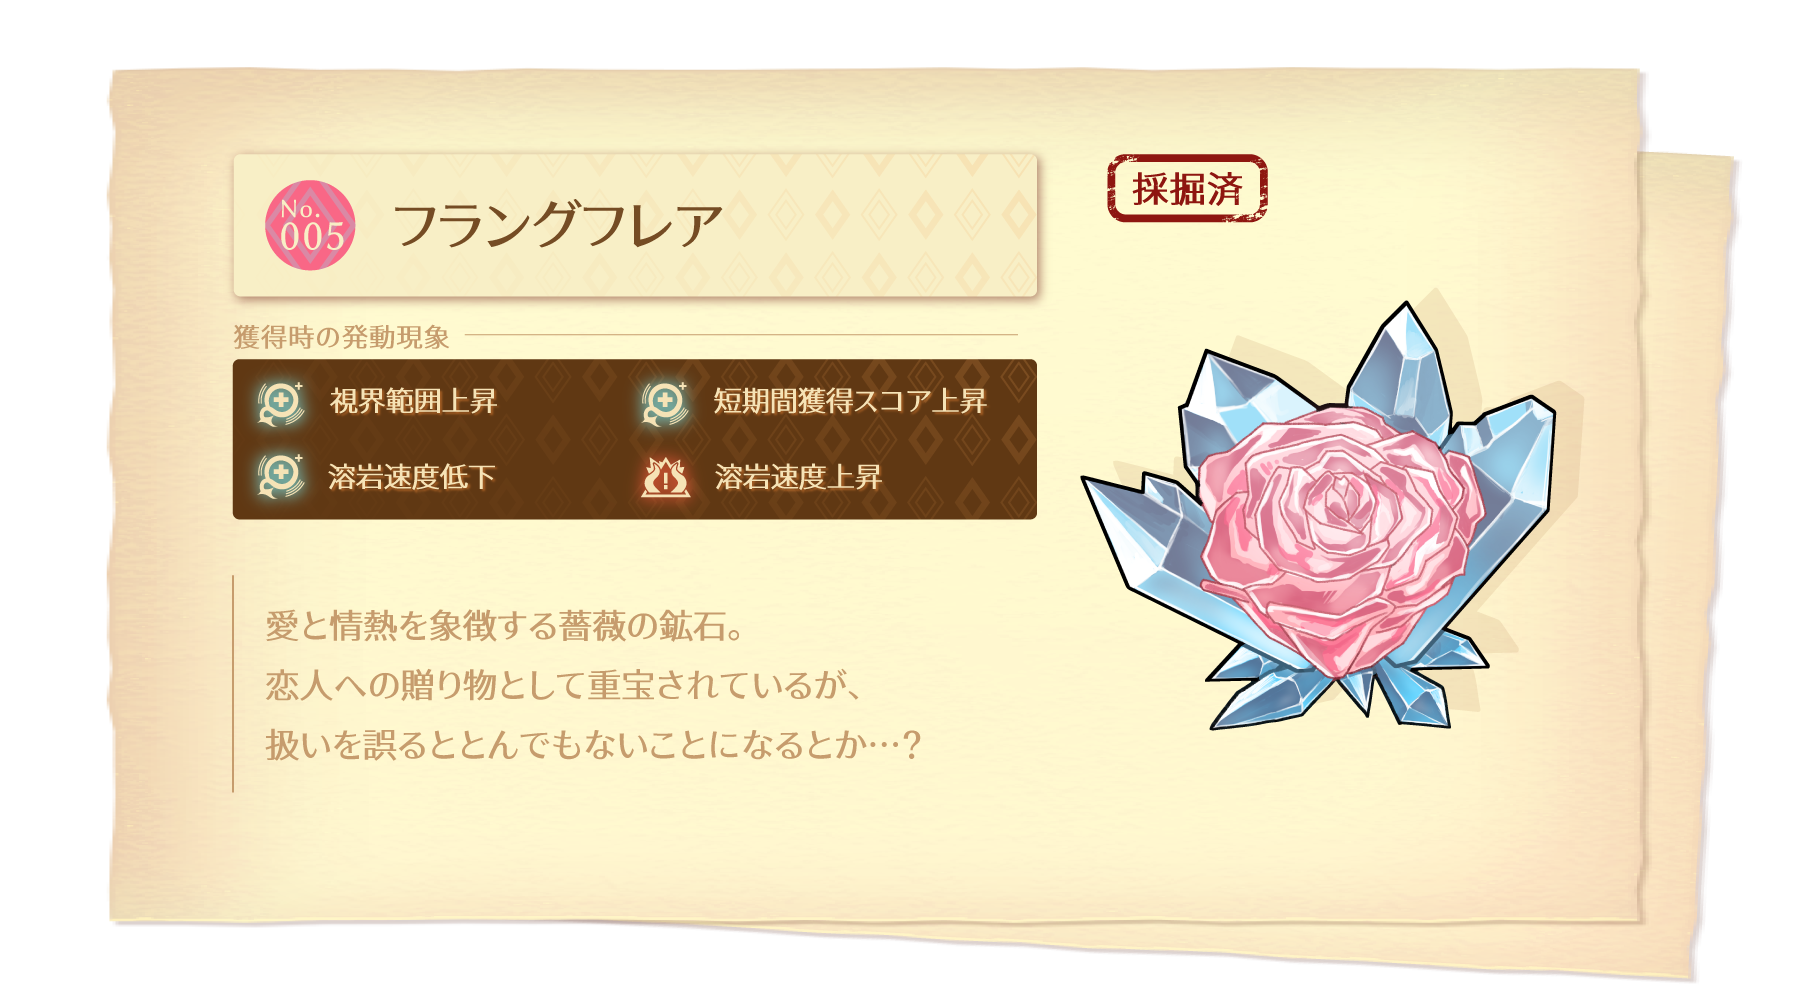 No.
005
フラングフレア
採掘済
獲得時の発動現象
視界範囲上昇
短期間獲得スコア上昇
溶岩速度低下
溶岩速度上昇
愛と情熱を象徴する薔薇の鉱石。
恋人への贈り物として重宝されているが、
扱いを誤るととんでもないことになるとか…?